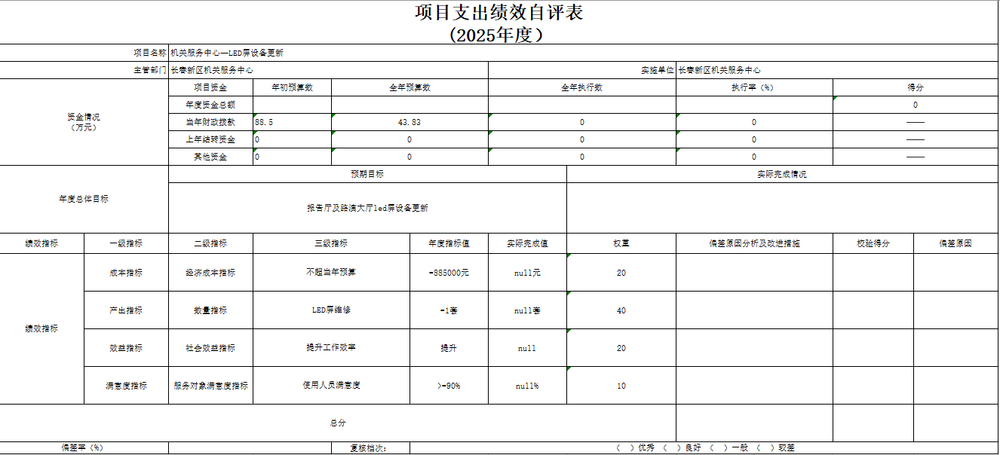 项目支出绩效自评表
(2025年度)
项目名称 机关服务中心—LED屏设备更新
主管部门 长春新区机关服务中心 实施单位 长春新区机关服务中心
资金情况
（万元）
项目资金 年初预算数 全年预算数 全年执行数 执行率（%） 得分
年度资金总额 0
当年财政拨款 88.5 43.83 0 0 ——
上年结转资金 0 0 0 0 ——
其他资金 0 0 0 0 ——
年度总体目标
预期目标 实际完成情况
报告厅及路演大厅led屏设备更新
绩效指标 一级指标 二级指标 三级指标 年度指标值 实际完成值 权重 偏差原因分析及改进措施 校验得分 偏差原因
绩效指标
成本指标 经济成本指标 不超当年预算 =885000元 null元 20
产出指标 数量指标 LED屏维修 =1套 null套 40
效益指标 社会效益指标 提升工作效率 提升 null 20
满意度指标 服务对象满意度指标 使用人员满意度 >=90% null% 10
总分
偏差率（%） 复核档次： （ ）优秀 （ ）良好 （ ）一般 （ ）较差